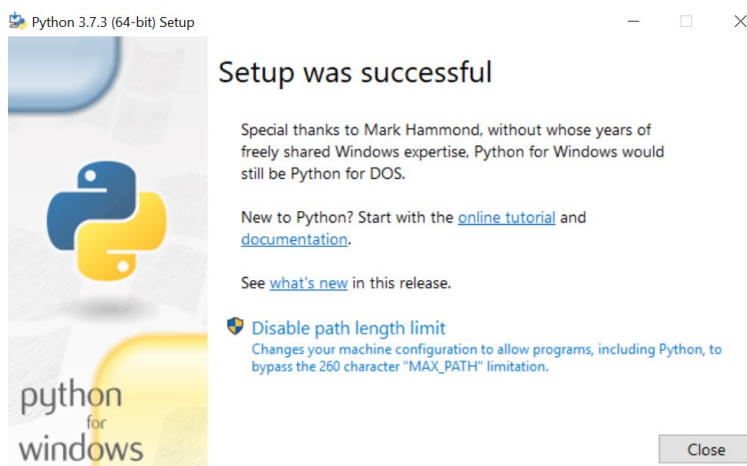 Python 3.7.3 (64-bit) Setup
Setup was successful
Special thanks to Mark Hammond, without whose years of
freely shared Windows expertise, Python for Windows would
still be Python for DOS.
New to Python? Start with the online tutorial and
documentation.
See what's new in this release.
Disable path length limit
Changes your machine configuration to allow programs, including Python, to
bypass the 260 character "MAX_PATH" limitation.
python
for
windows
Close